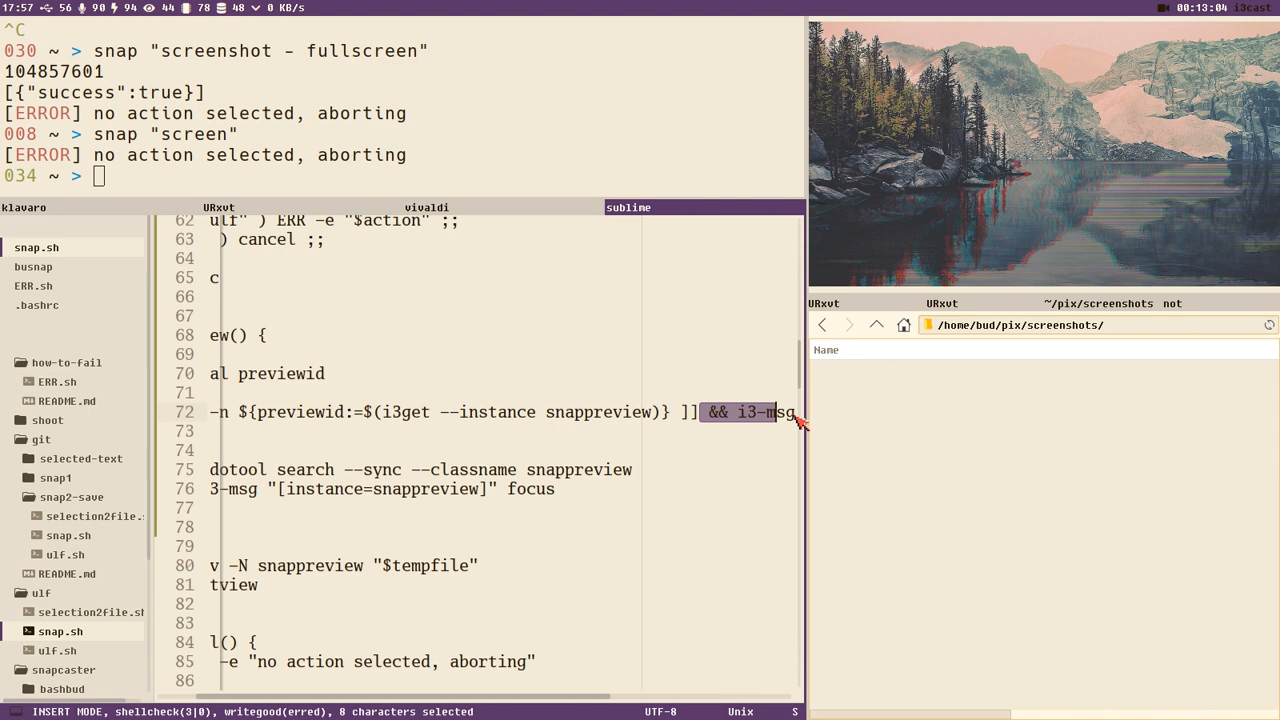 17:57 56 90 94 44 78 48 0 KB/s 00:13:04 i3cast
^C
030 ~ > snap "screenshot - fullscreen"
104857601
[{"success":true}]
[ERROR] no action selected, aborting
008 ~ > snap "screen"
[ERROR] no action selected, aborting
034 ~ >
klavaro URxvt vivaldi sublime
snap.sh
busnap
ERR.sh
.bashrc
how-to-fail
ERR.sh
README.md
shoot
git
selected-text
snap1
snap2-save
selection2file.
snap.sh
ulf.sh
README.md
ulf
selection2file.sh
snap.sh
ulf.sh
snapcaster
bashbud
62 ulf" ) ERR -e "$action" ;;
63 ) cancel ;;
64
65 c
66
67
68 ew() {
69
70 al previewid
71
72 -n ${previewid:=$(i3get --instance snappreview)} ]] && i3-msg
73
74
75 dotool search --sync --classname snappreview
76 3-msg "[instance=snappreview]" focus
77
78
79
80 v -N snappreview "$tempfile"
81 tview
82
83
84 l() {
85 -e "no action selected, aborting"
86
INSERT MODE, shellcheck(3|0), writegood(erred), 8 characters selected UTF-8 Unix S
URxvt URxvt ~/pix/screenshots not
/home/bud/pix/screenshots/
Name